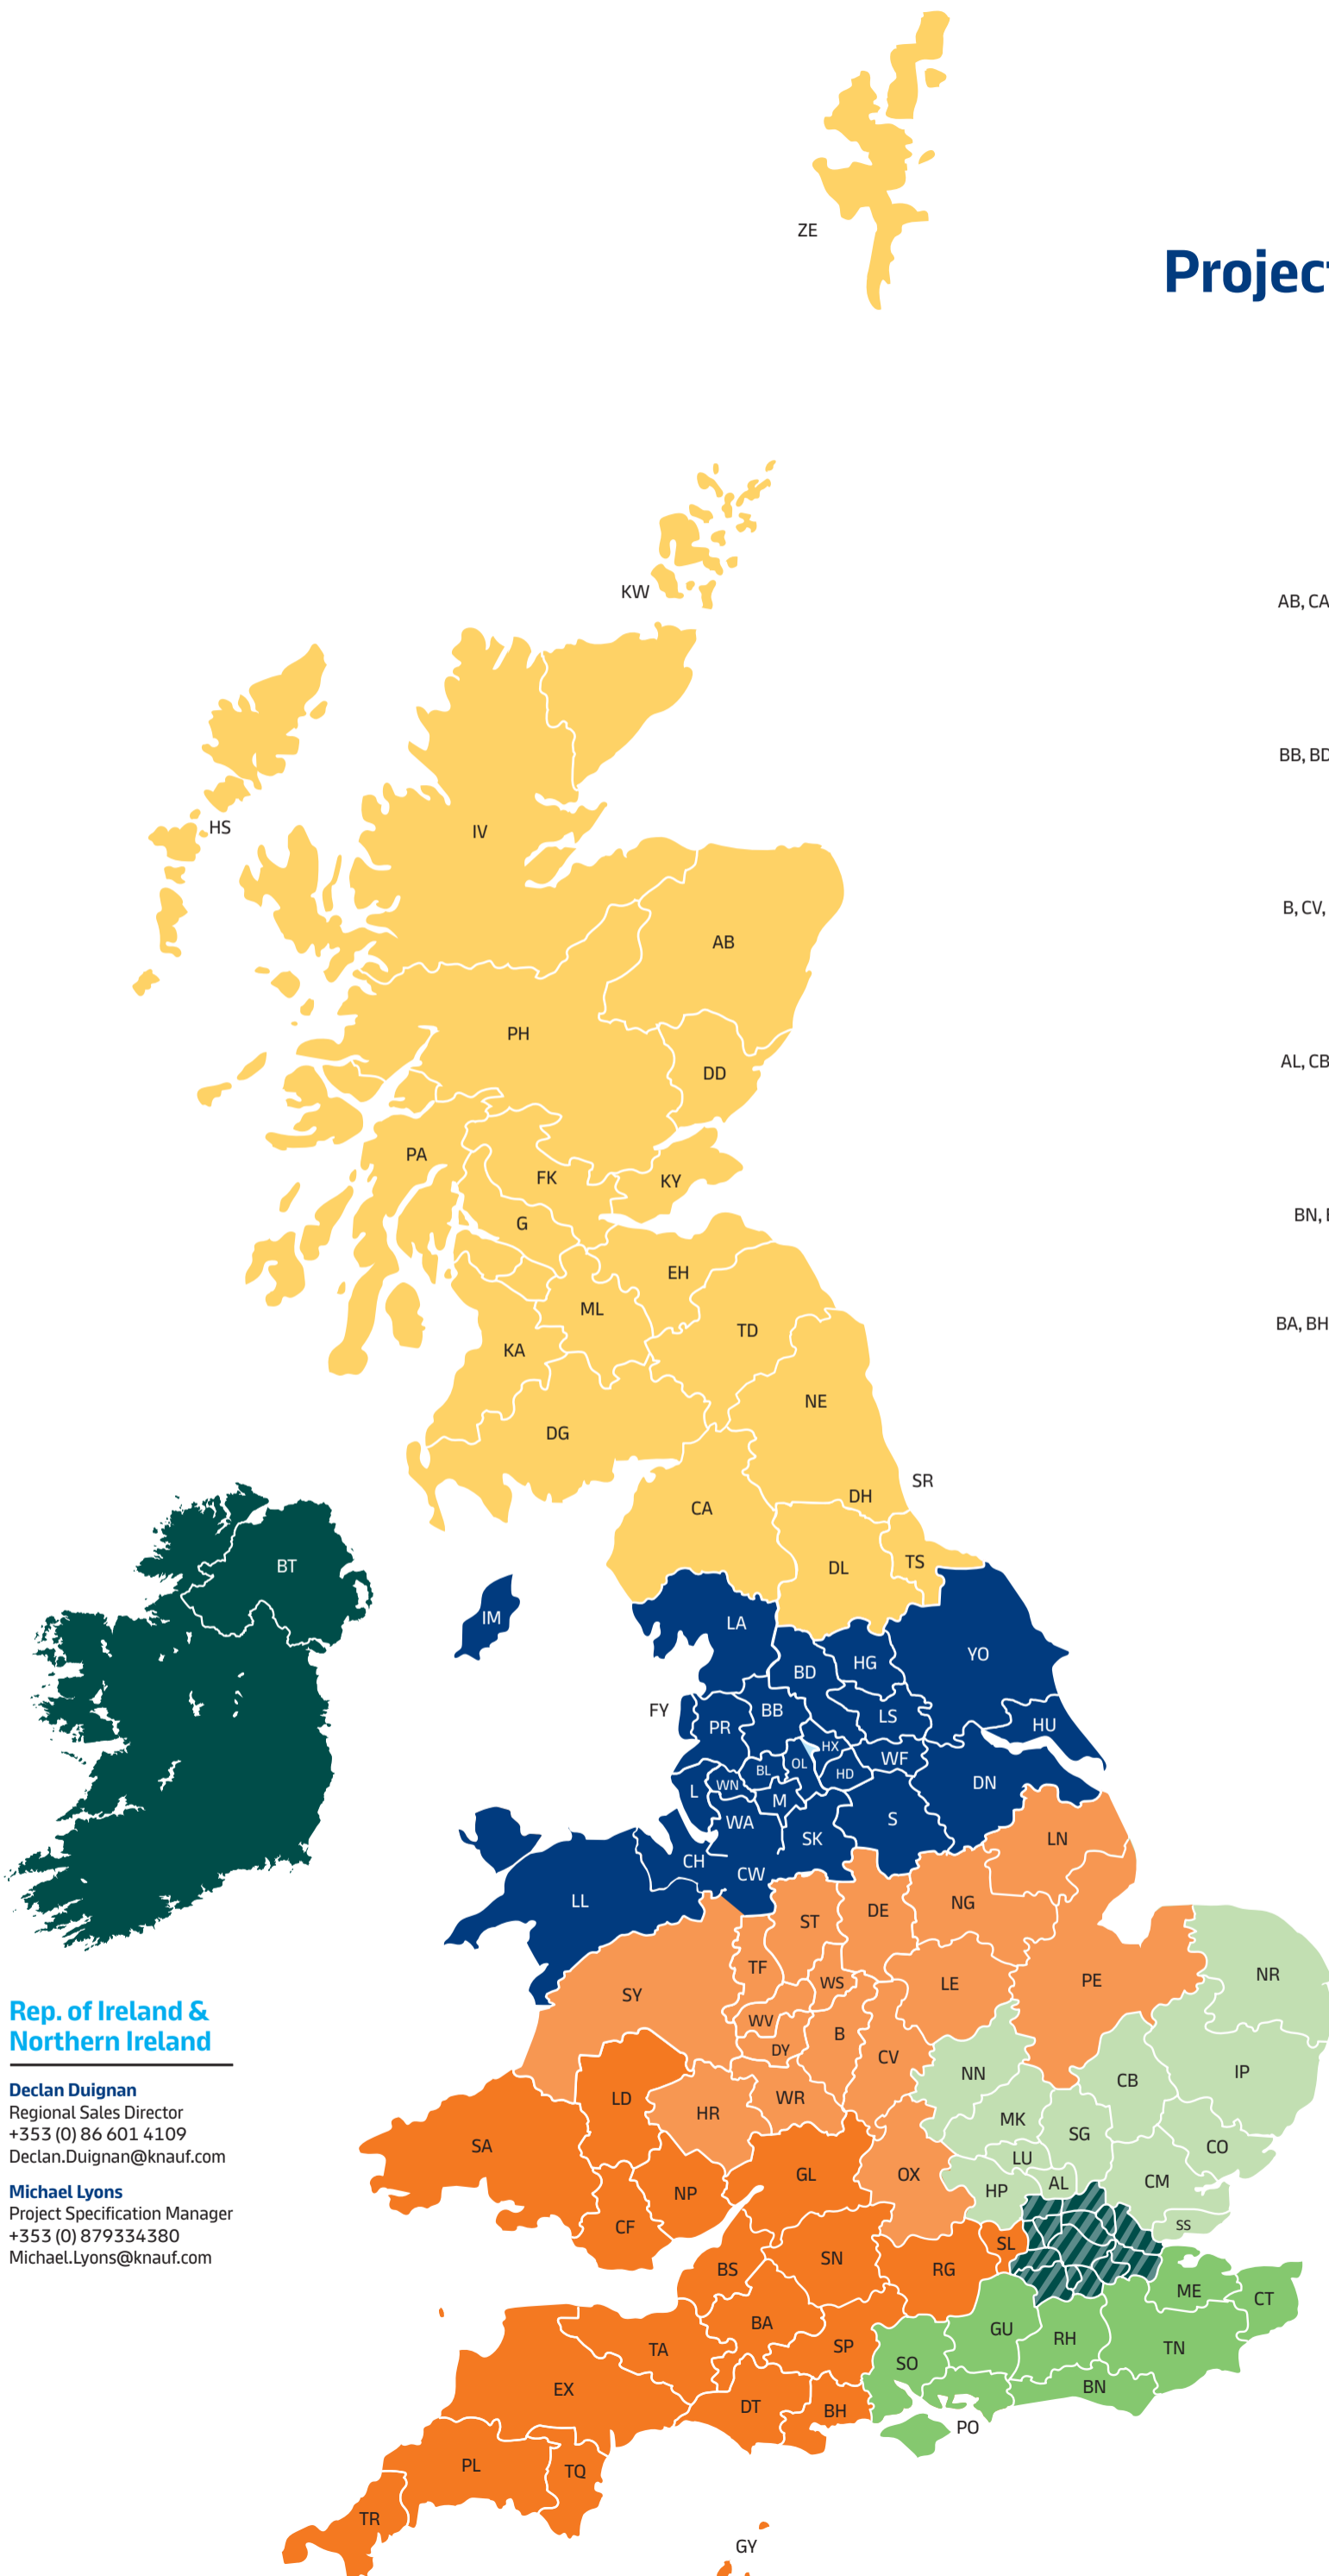 ZE
Project
KW
AB, CA
BB, BD
HS
IV
B, CV,
AB
PH
AL, CB
DD
PA
FK
KY
G
BN,
EH
ML
BA, BH
TD
KA
NE
DG
SR
DH
CA
TS
DL
BT
IM
LA
YO
HG
BD
FY
BB
LS
HU
PR
HX
WF
OL
BL
HD
DN
WN
L
M
WA
S
SK
LN
CH
CW
LL
NG
DE
ST
NR
TF
PE
WS
LE
SY
WV
B
DY
CV
IP
NN
CB
LD
WR
HR
MK
SG
SA
CO
LU
GL
OX
AL
CM
HP
NP
CF
SS
SL
SN
BS
RG
ME
CT
BA
GU
RH
TA
SP
TN
SO
EX
BN
DT
BH
PO
PL
TQ
TR
GY
Rep. of Ireland &
Northern Ireland
Declan Duignan
Regional Sales Director
+353 (0) 86 601 4109
Declan.Duignan@knauf.com
Michael Lyons
Project Specification Manager
+353 (0) 879334380
Michael.Lyons@knauf.com